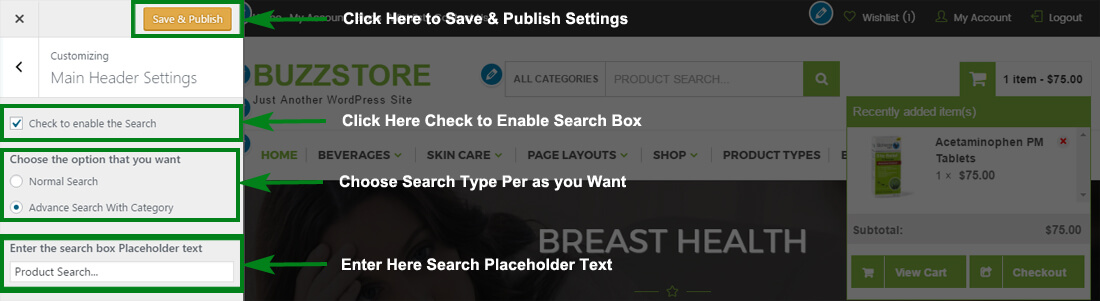 Save & Publish
Click Here to Save & Publish Settings
Wishlist (1)
My Account
Logout
Customizing
Main Header Settings
BUZZSTORE
Just Another WordPress Site
ALL CATEGORIES
PRODUCT SEARCH...
1 item - $75.00
Check to enable the Search
Click Here Check to Enable Search Box
Recently added item(s)
Acetaminophen PM
Tablets
1 × $75.00
HOME
BEVERAGES
SKIN CARE
PAGE LAYOUTS
SHOP
PRODUCT TYPES
Choose the option that you want
Normal Search
Advance Search With Category
Choose Search Type Per as you Want
Subtotal:
$75.00
BREAST HEALTH
Enter the search box Placeholder text
Product Search...
Enter Here Search Placeholder Text
View Cart
Checkout